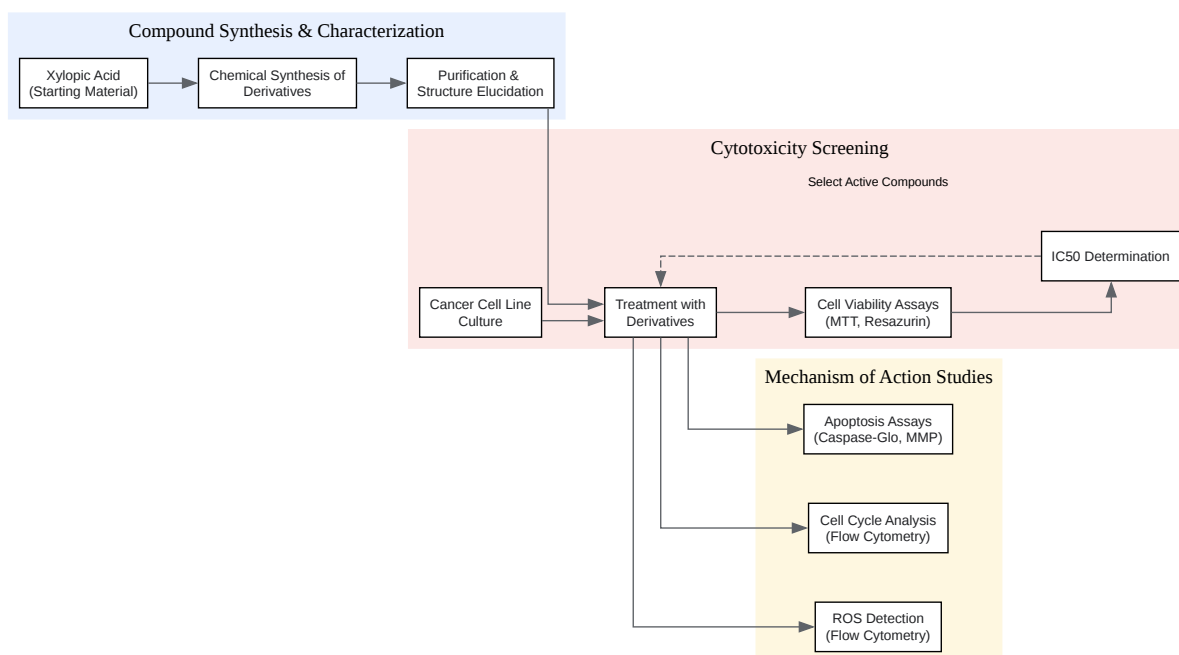 Compound Synthesis & Characterization
Xylopic Acid
(Starting Material)
Chemical Synthesis of
Derivatives
Purification &
Structure Elucidation
Cytotoxicity Screening
Select Active Compounds
IC50 Determination
Cancer Cell Line
Culture
Treatment with
Derivatives
Cell Viability Assays
(MTT, Resazurin)
Mechanism of Action Studies
Apoptosis Assays
(Caspase-Glo, MMP)
Cell Cycle Analysis
(Flow Cytometry)
ROS Detection
(Flow Cytometry)